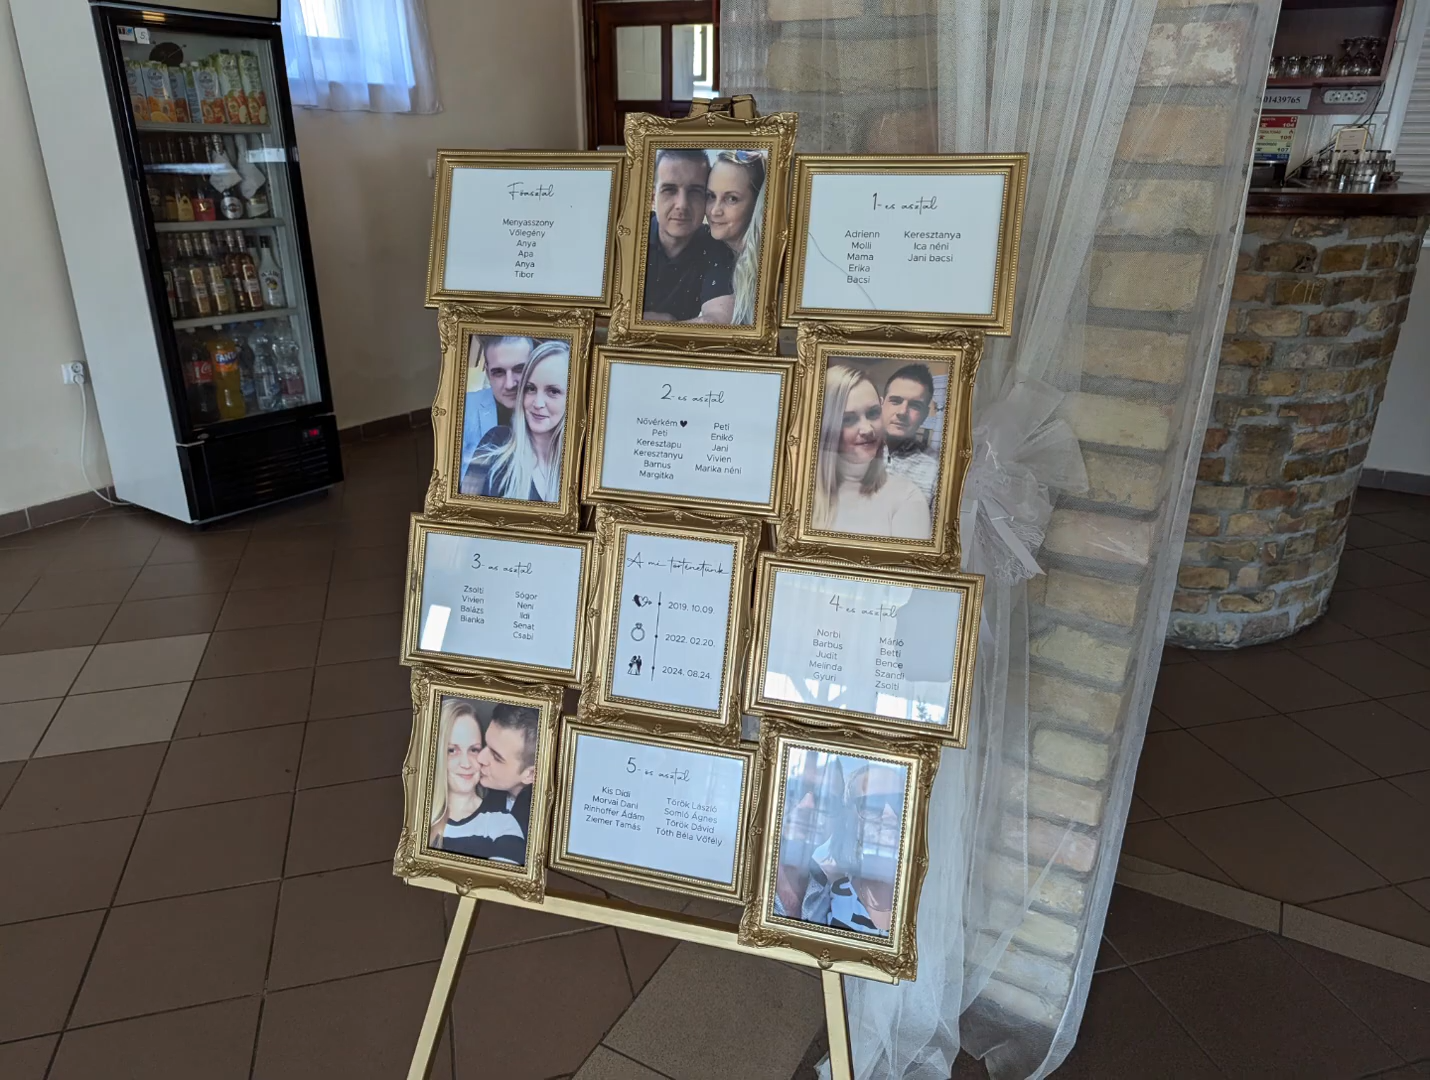 Főasztal
Menyasszony
Vőlegény
Anya
Apa
Anya
Tibor
1-es asztal
Adrienn
Molli
Mama
Erika
Bacsi
Keresztanya
Ica néni
Jani bacsi
2-es asztal
Nővérkém ♥
Peti
Keresztapu
Keresztanyu
Barnus
Margitka
Peti
Enikő
Jani
Vivien
Marika néni
3-as asztal
Zsolti
Vivien
Balázs
Bianka
Sógor
Neni
Ildi
Senat
Csabi
A mi történetünk
2019. 10.09
2022. 02.20.
2024. 08.24.
4-es asztal
Norbi
Barbus
Judit
Melinda
Gyuri
Márió
Betti
Bence
Szandi
Zsolti
5-ös asztal
Kis Didi
Morvai Dani
Rinhoffer Ádám
Ziemer Tamás
Török László
Somló Ágnes
Török Dávid
Tóth Béla Vőfély
01439765
FANTA